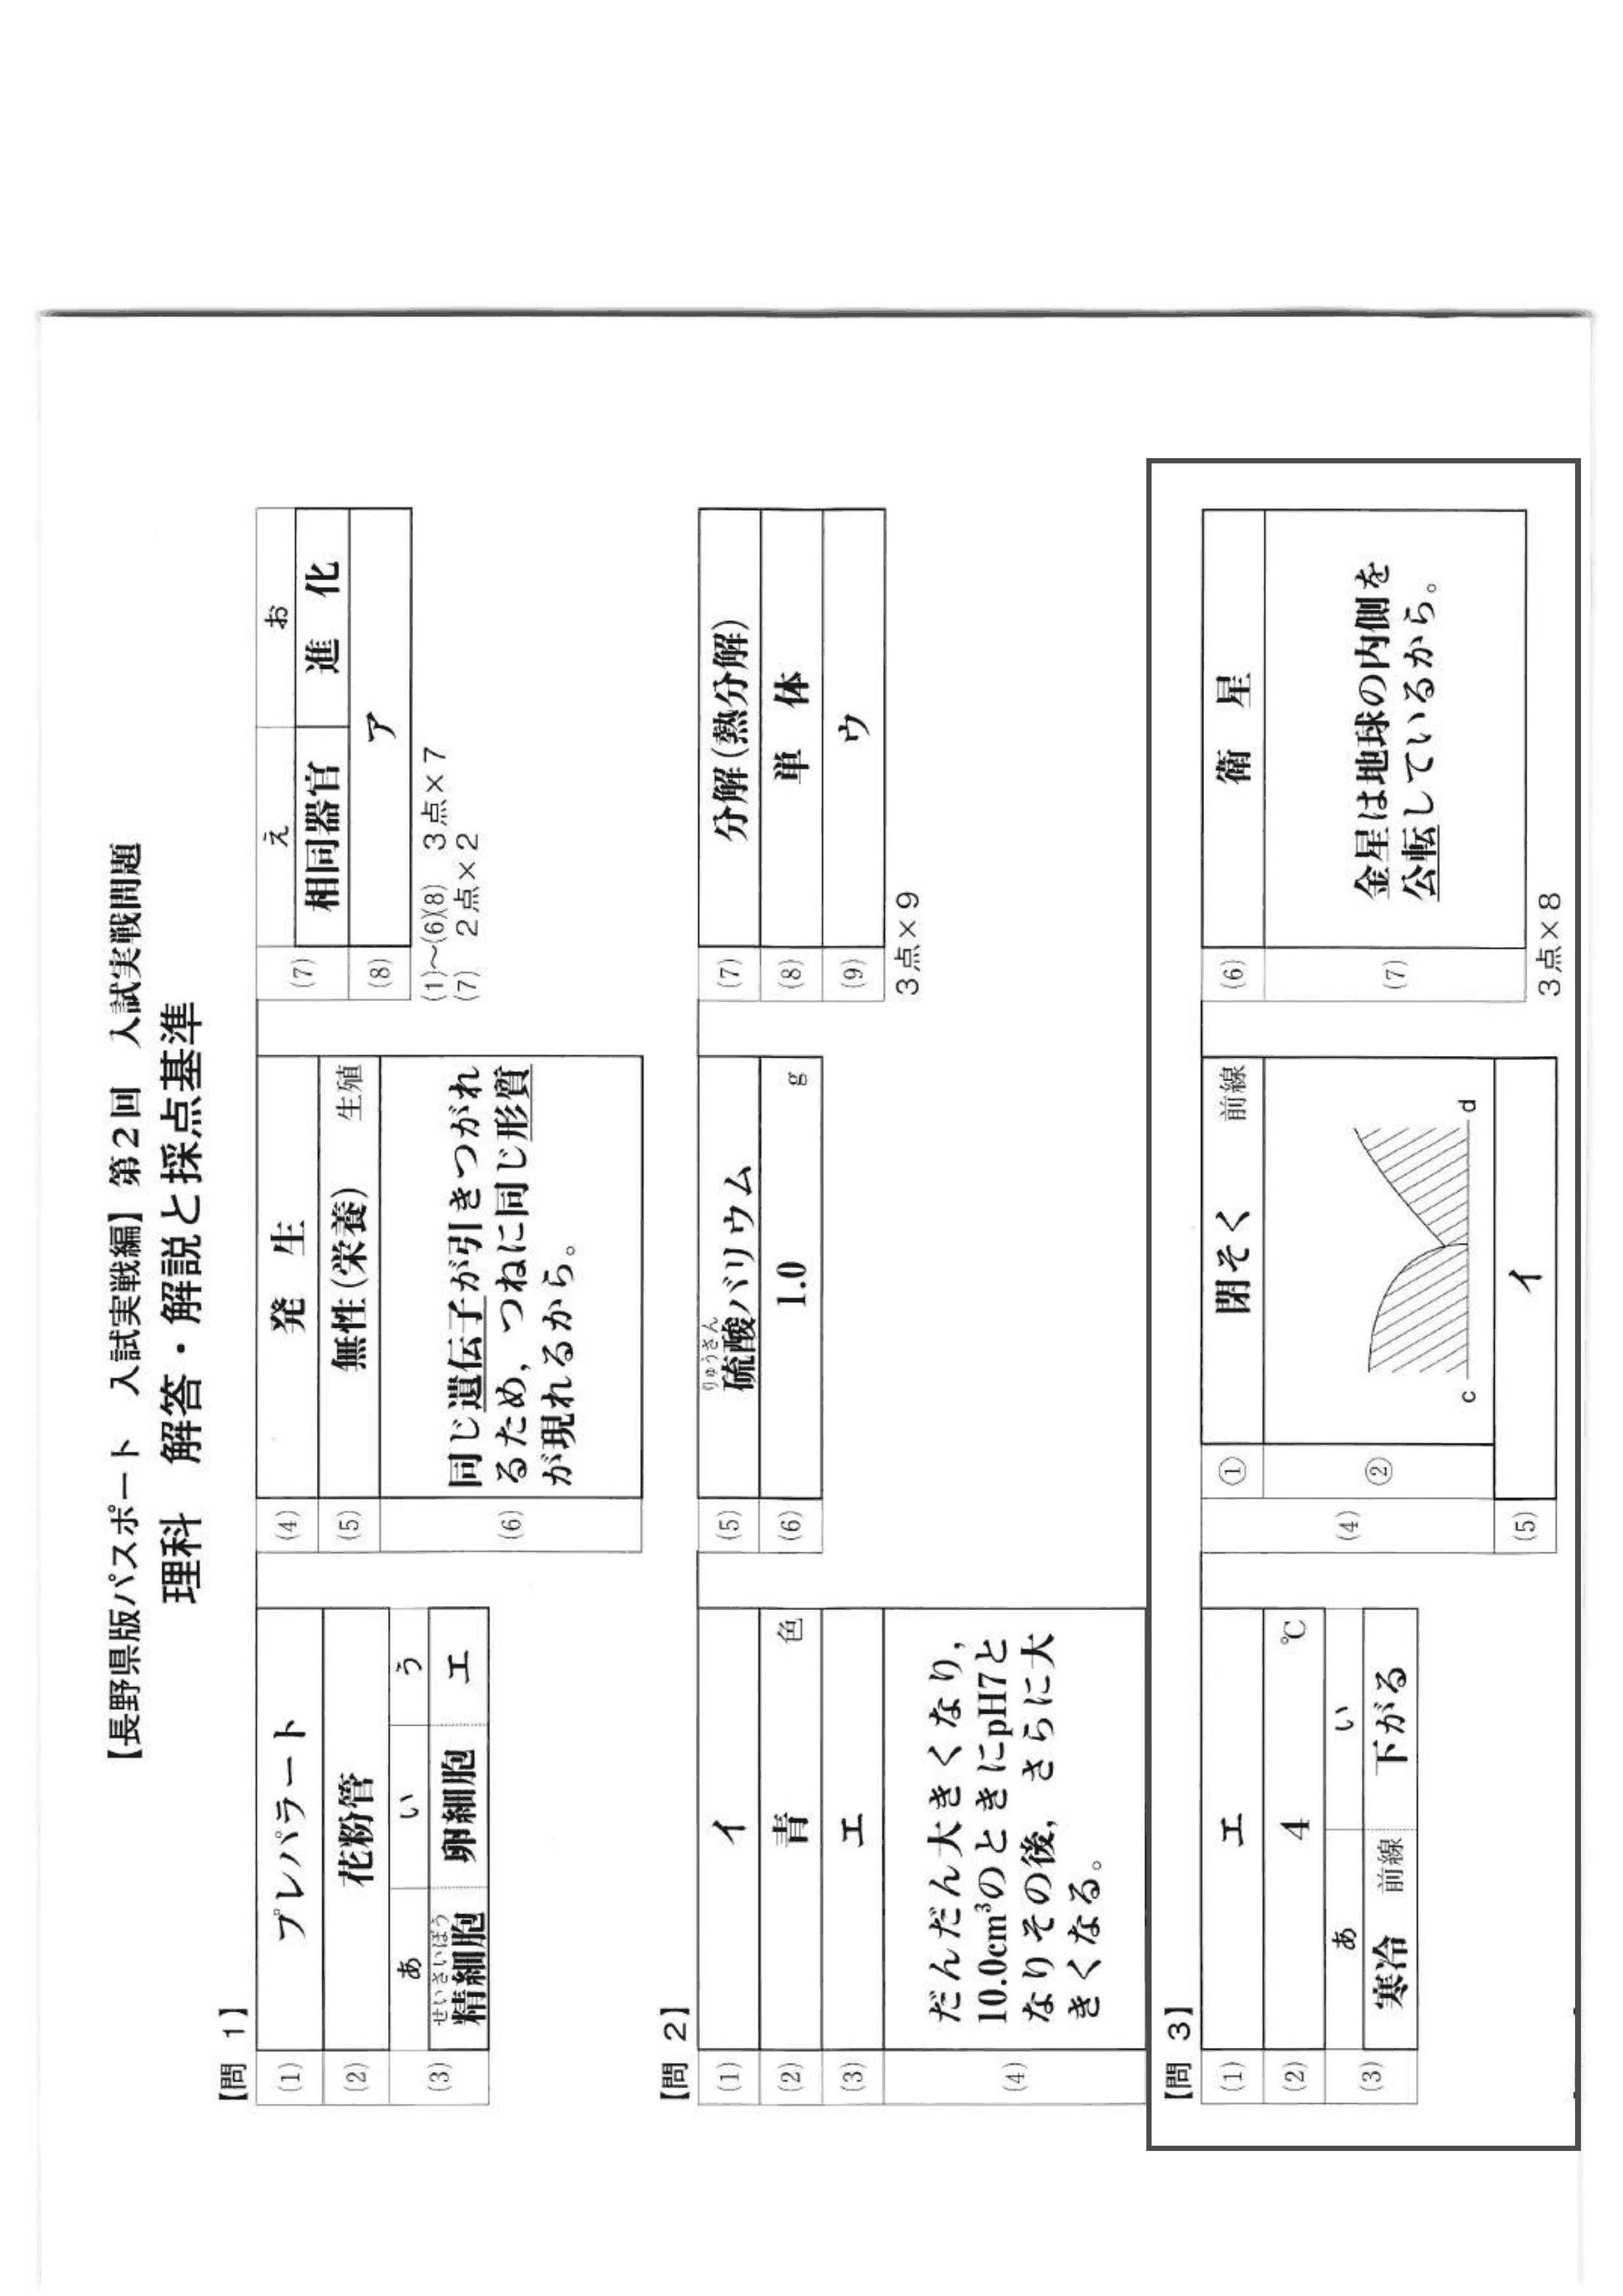 【長野県版パスポート 入試実戦編】第2回 入試実戦問題
理科 解答・解説と採点基準
【問 1】
(1) プレパラート
(2) 花粉管
(3) あ い う
せいさいぼう
精細胞 卵細胞 エ
(4) 発 生
(5) 無性(栄養) 生殖
(6) 同じ遺伝子が引きつがれ
るため，つねに同じ形質
が現れるから。
(7) え お
相同器官 進 化
(8) ア
(1)～(6)(8) 3点×7
(7) 2点×2
【問 2】
(1) イ
(2) 青 色
(3) エ
(4) だんだん大きくなり，
10.0cm³のときにpH7と
なりその後，さらに大
きくなる。
りゅうさん
(5) 硫酸バリウム
(6) 1.0 g
(7) 分解(熱分解)
(8) 単 体
(9) ウ
3点×9
【問 3】
(1) エ
(2) 4 ℃
(3) あ い
寒冷 前線 下がる
(4) ① 閉そく 前線
② c d
(5) イ
(6) 衛 星
(7) 金星は地球の内側を
公転しているから。
3点×8